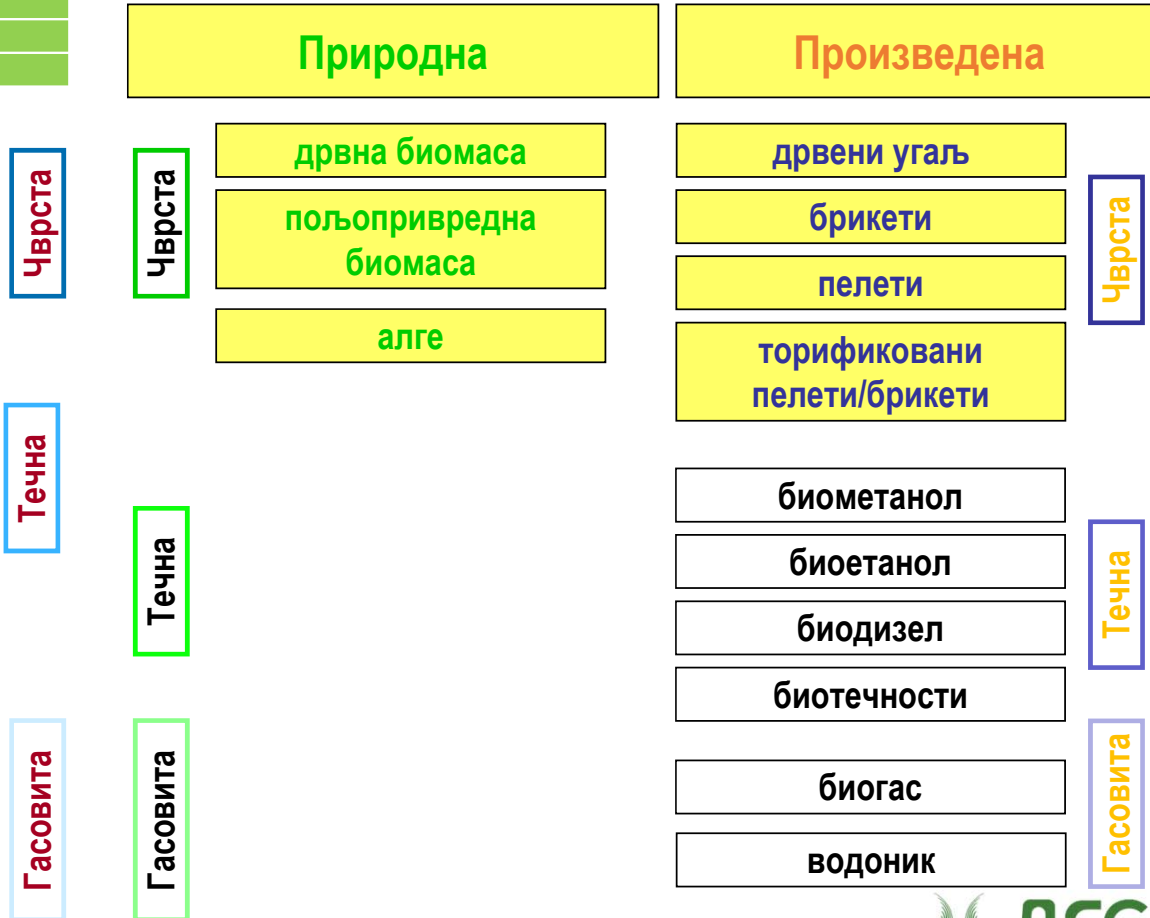 Природна
Произведена
Чврста
Чврста
дрвна биомаса
пољопривредна
биомаса
алге
дрвени угаљ
брикети
пелети
торификовани
пелети/брикети
Чврста
Течна
Течна
биометанол
биоетанол
биодизел
биотечности
Течна
Гасовита
Гасовита
биогас
водоник
Гасовита